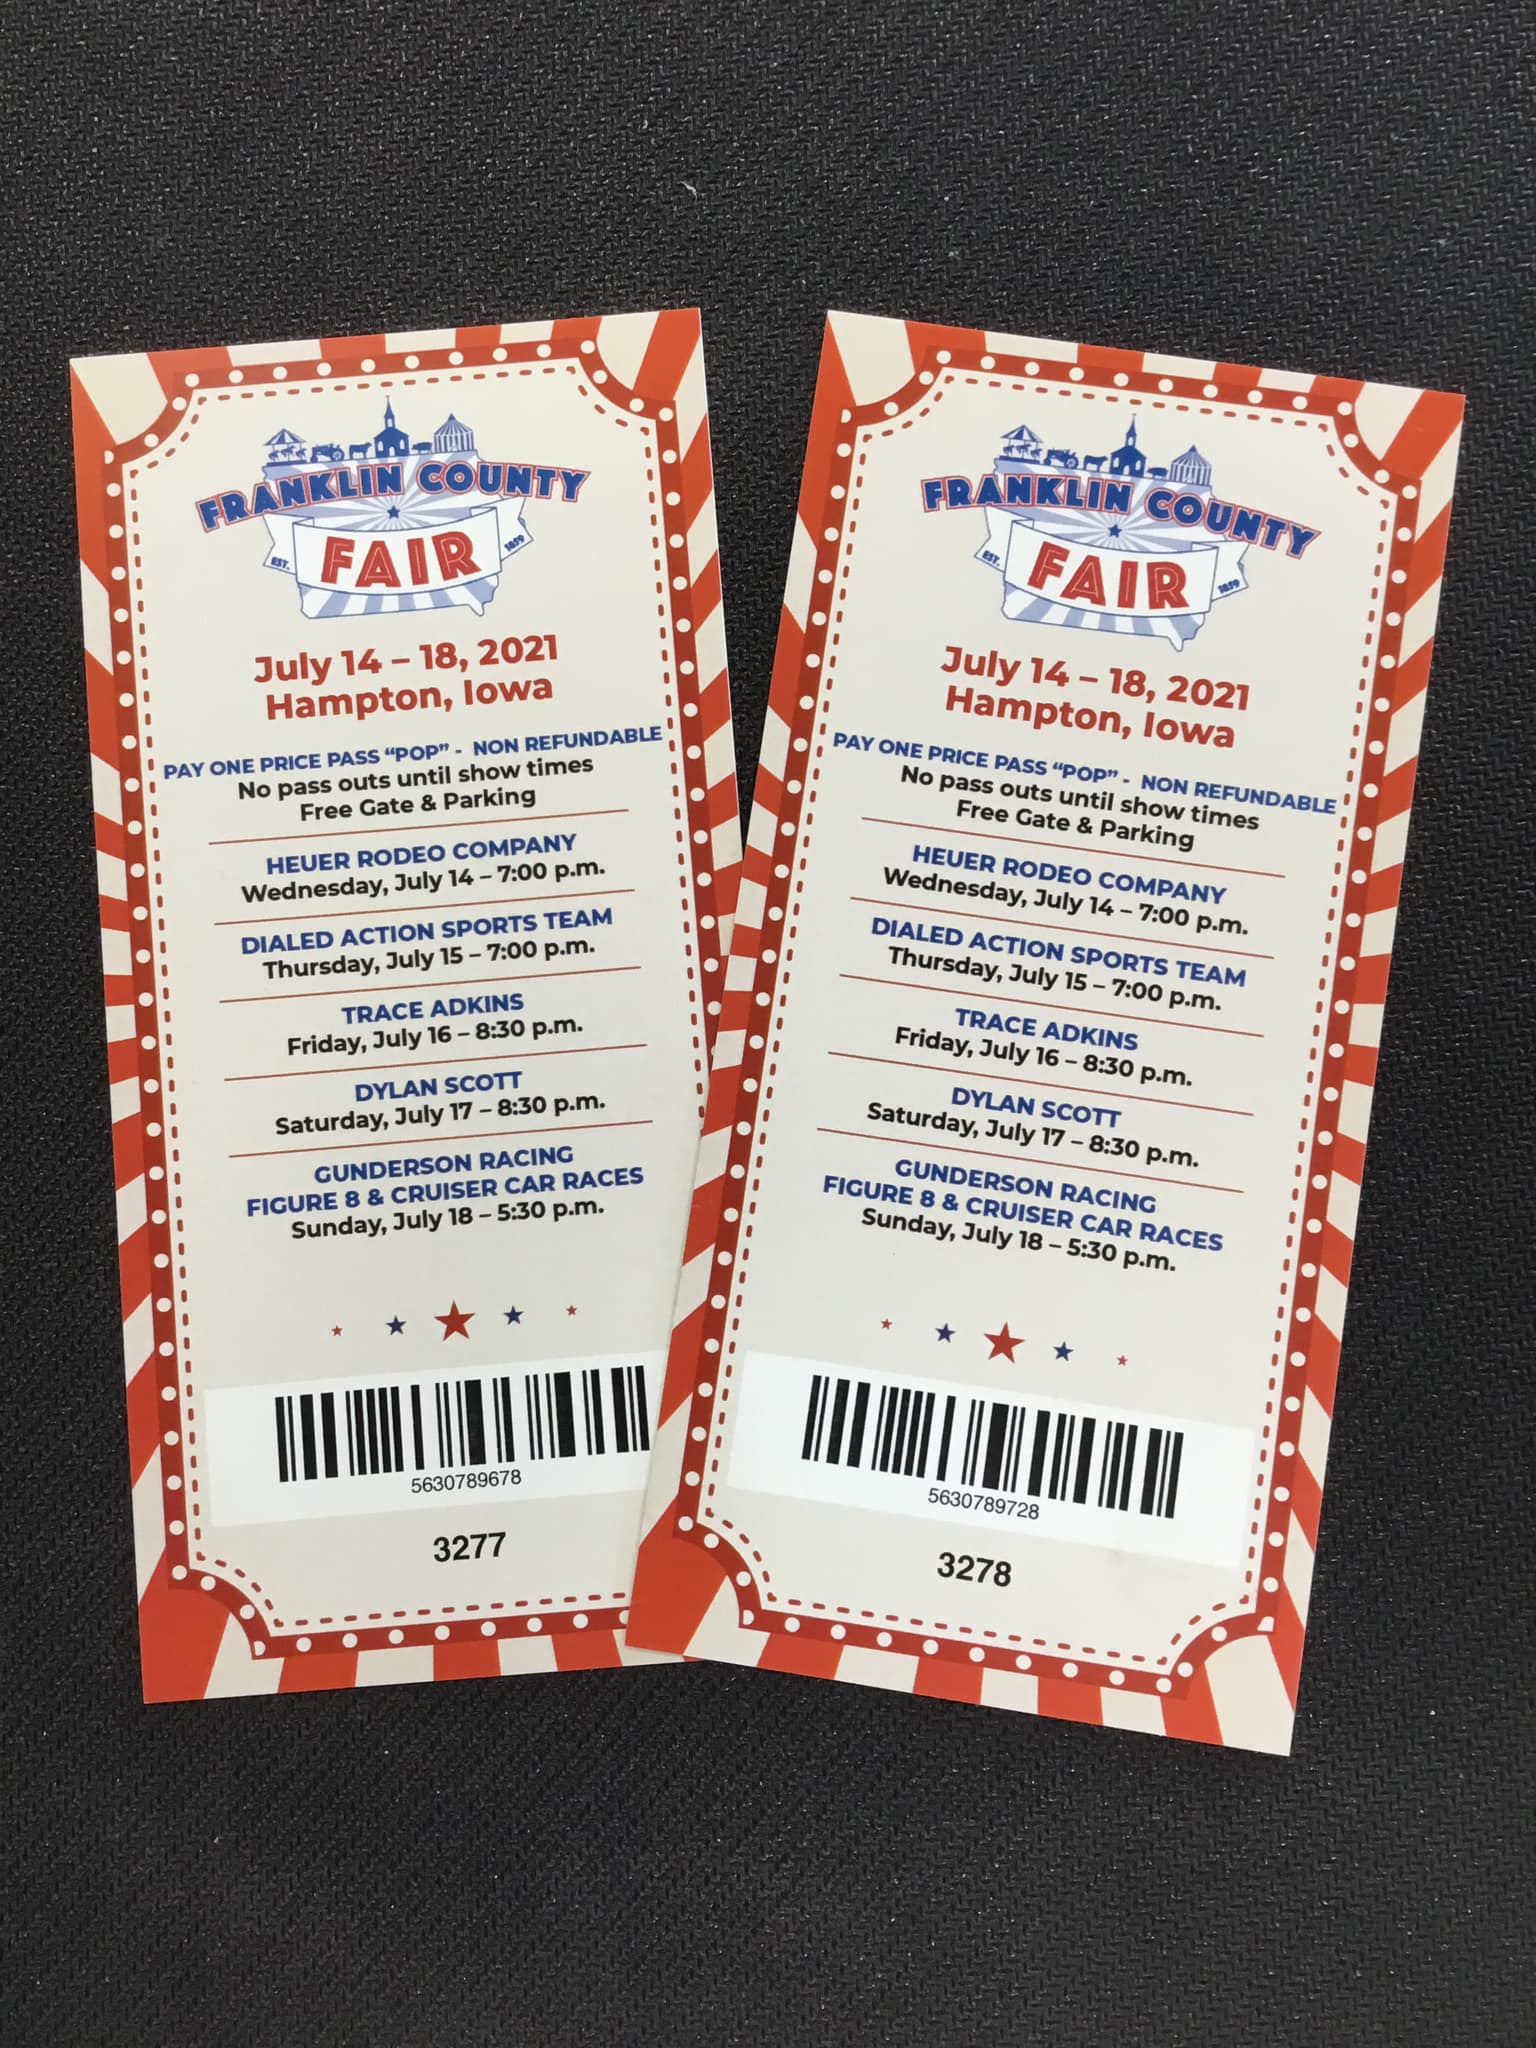 FRANKLIN COUNTY
EST. FAIR 1859
July 14 – 18, 2021
Hampton, Iowa
PAY ONE PRICE PASS “POP” - NON REFUNDABLE
No pass outs until show times
Free Gate & Parking
HEUER RODEO COMPANY
Wednesday, July 14 – 7:00 p.m.
DIALED ACTION SPORTS TEAM
Thursday, July 15 – 7:00 p.m.
TRACE ADKINS
Friday, July 16 – 8:30 p.m.
DYLAN SCOTT
Saturday, July 17 – 8:30 p.m.
GUNDERSON RACING
FIGURE 8 & CRUISER CAR RACES
Sunday, July 18 – 5:30 p.m.
5630789678
3277
FRANKLIN COUNTY
EST. FAIR 1859
July 14 – 18, 2021
Hampton, Iowa
PAY ONE PRICE PASS “POP” - NON REFUNDABLE
No pass outs until show times
Free Gate & Parking
HEUER RODEO COMPANY
Wednesday, July 14 – 7:00 p.m.
DIALED ACTION SPORTS TEAM
Thursday, July 15 – 7:00 p.m.
TRACE ADKINS
Friday, July 16 – 8:30 p.m.
DYLAN SCOTT
Saturday, July 17 – 8:30 p.m.
GUNDERSON RACING
FIGURE 8 & CRUISER CAR RACES
Sunday, July 18 – 5:30 p.m.
5630789728
3278